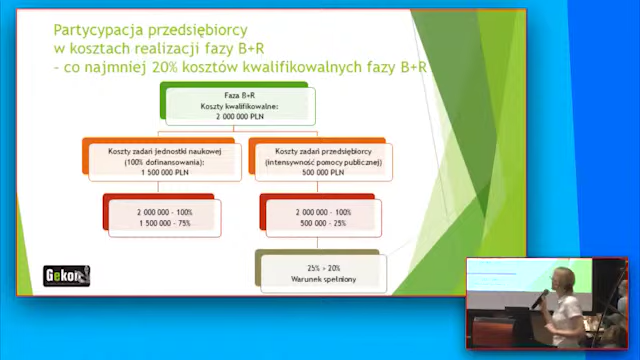 Partycypacja przedsiębiorcy
w kosztach realizacji fazy B+R
– co najmniej 20% kosztów kwalifikowalnych fazy B+R
Faza B+R
Koszty kwalifikowalne:
2 000 000 PLN
Koszty zadań jednostki naukowej
(100% dofinansowania):
1 500 000 PLN
Koszty zadań przedsiębiorcy
(intensywność pomocy publicznej)
500 000 PLN
2 000 000 – 100%
1 500 000 – 75%
2 000 000 – 100%
500 000 – 25%
25% > 20%
Warunek spełniony
Gekon